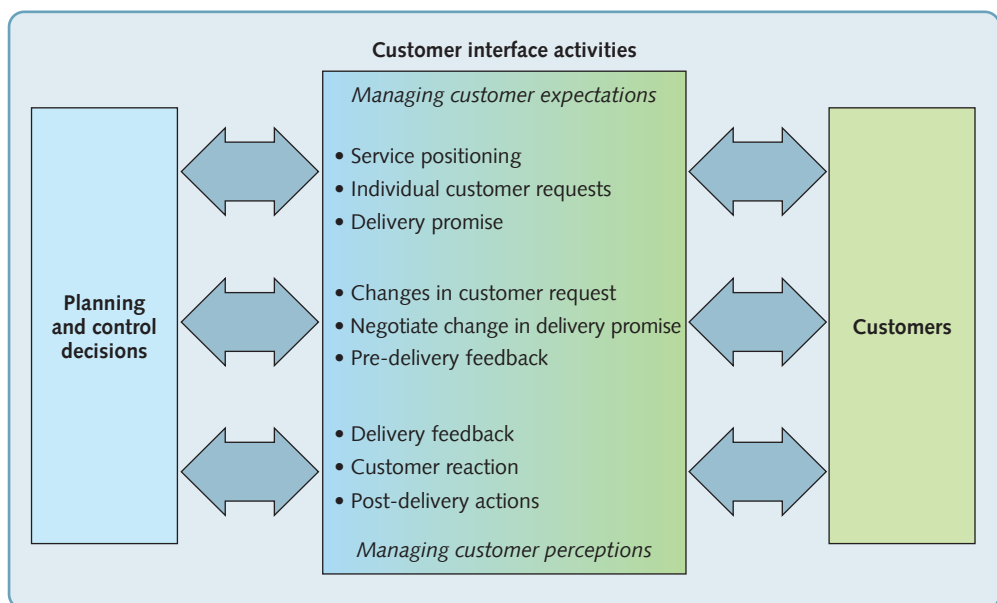 Customer interface activities
Managing customer expectations
• Service positioning
• Individual customer requests
• Delivery promise
Planning
and control
decisions
• Changes in customer request
• Negotiate change in delivery promise
• Pre-delivery feedback
Customers
• Delivery feedback
• Customer reaction
• Post-delivery actions
Managing customer perceptions